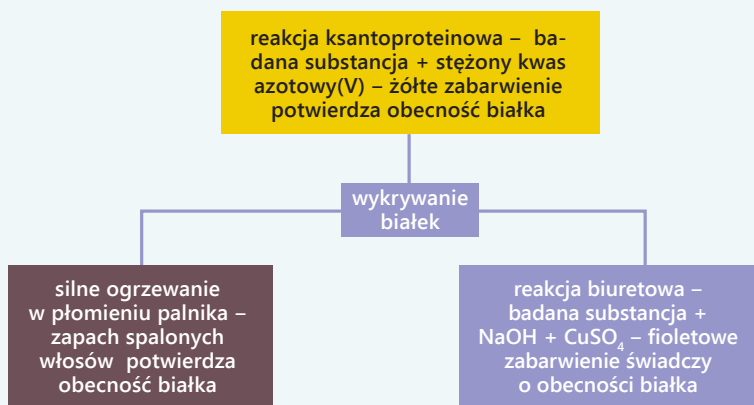 reakcja ksantoproteinowa – ba-
dana substancja + stężony kwas
azotowy(V) – żółte zabarwienie
potwierdza obecność białka
wykrywanie
białek
silne ogrzewanie
w płomieniu palnika –
zapach spalonych
włosów potwierdza
obecność białka
reakcja biuretowa –
badana substancja +
NaOH + CuSO₄ – fioletowe
zabarwienie świadczy
o obecności białka